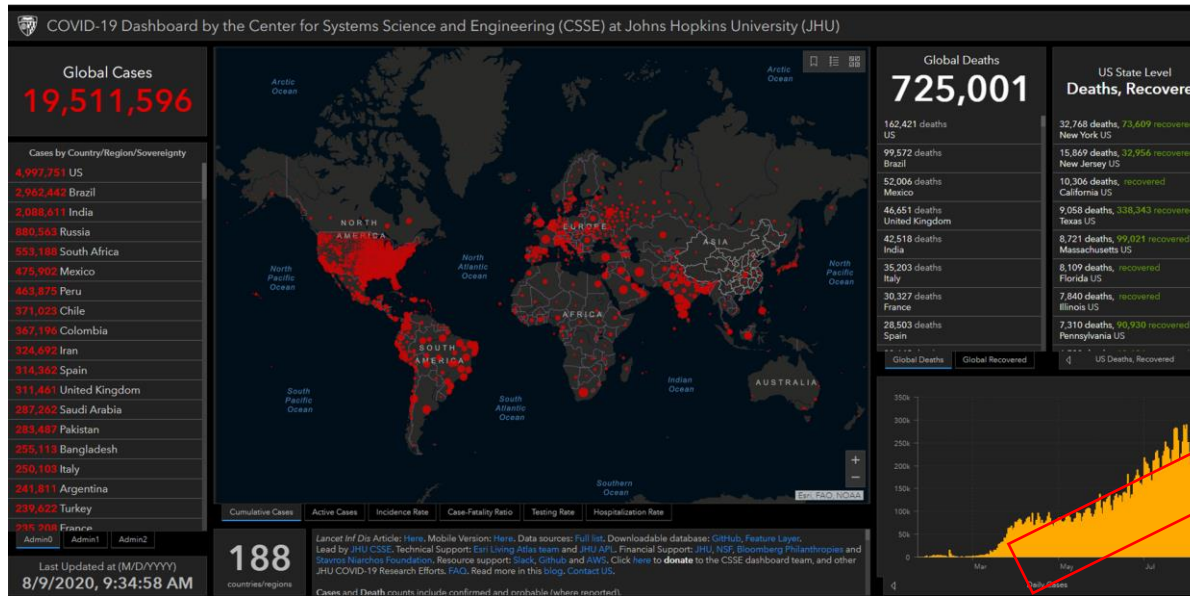 COVID-19 Dashboard by the Center for Systems Science and Engineering (CSSE) at Johns Hopkins University (JHU)
Global Cases
19,511,596
Cases by Country/Region/Sovereignty
4,997,751 US
2,962,442 Brazil
2,088,611 India
880,563 Russia
553,188 South Africa
475,902 Mexico
463,875 Peru
371,023 Chile
367,196 Colombia
324,692 Iran
314,362 Spain
311,461 United Kingdom
287,262 Saudi Arabia
283,487 Pakistan
255,113 Bangladesh
250,103 Italy
241,811 Argentina
239,622 Turkey
235,208 France
Admin0 Admin1 Admin2
Last Updated at (M/D/YYYY)
8/9/2020, 9:34:58 AM
Arctic
Ocean
Arctic
Ocean
NORTH
AMERICA
EUROPE
ASIA
North
Pacific
Ocean
North
Atlantic
Ocean
North
Pacific
Ocean
AFRICA
SOUTH
AMERICA
Indian
Ocean
AUSTRALIA
South
Pacific
Ocean
South
Atlantic
Ocean
Southern
Ocean
+
−
Esri, FAO, NOAA
Cumulative Cases Active Cases Incidence Rate Case-Fatality Ratio Testing Rate Hospitalization Rate
188
countries/regions
Lancet Inf Dis Article: Here. Mobile Version: Here. Data sources: Full list. Downloadable database: GitHub, Feature Layer.
Lead by JHU CSSE. Technical Support: Esri Living Atlas team and JHU APL. Financial Support: JHU, NSF, Bloomberg Philanthropies and
Stavros Niarchos Foundation. Resource support: Slack, Github and AWS. Click here to donate to the CSSE dashboard team, and other
JHU COVID-19 Research Efforts. FAQ. Read more in this blog. Contact US.
Cases and Death counts include confirmed and probable (where reported).
Global Deaths
725,001
162,421 deaths
US
99,572 deaths
Brazil
52,006 deaths
Mexico
46,651 deaths
United Kingdom
42,518 deaths
India
35,203 deaths
Italy
30,327 deaths
France
28,503 deaths
Spain
Global Deaths Global Recovered
US State Level
Deaths, Recovere
32,768 deaths, 73,609 recovered
New York US
15,869 deaths, 32,956 recovered
New Jersey US
10,306 deaths, recovered
California US
9,058 deaths, 338,343 recovered
Texas US
8,721 deaths, 99,021 recovered
Massachusetts US
8,109 deaths, recovered
Florida US
7,840 deaths, recovered
Illinois US
7,310 deaths, 90,930 recovered
Pennsylvania US
US Deaths, Recovered
350k
300k
250k
200k
150k
100k
50k
0
Mar May Jul
Daily Cases